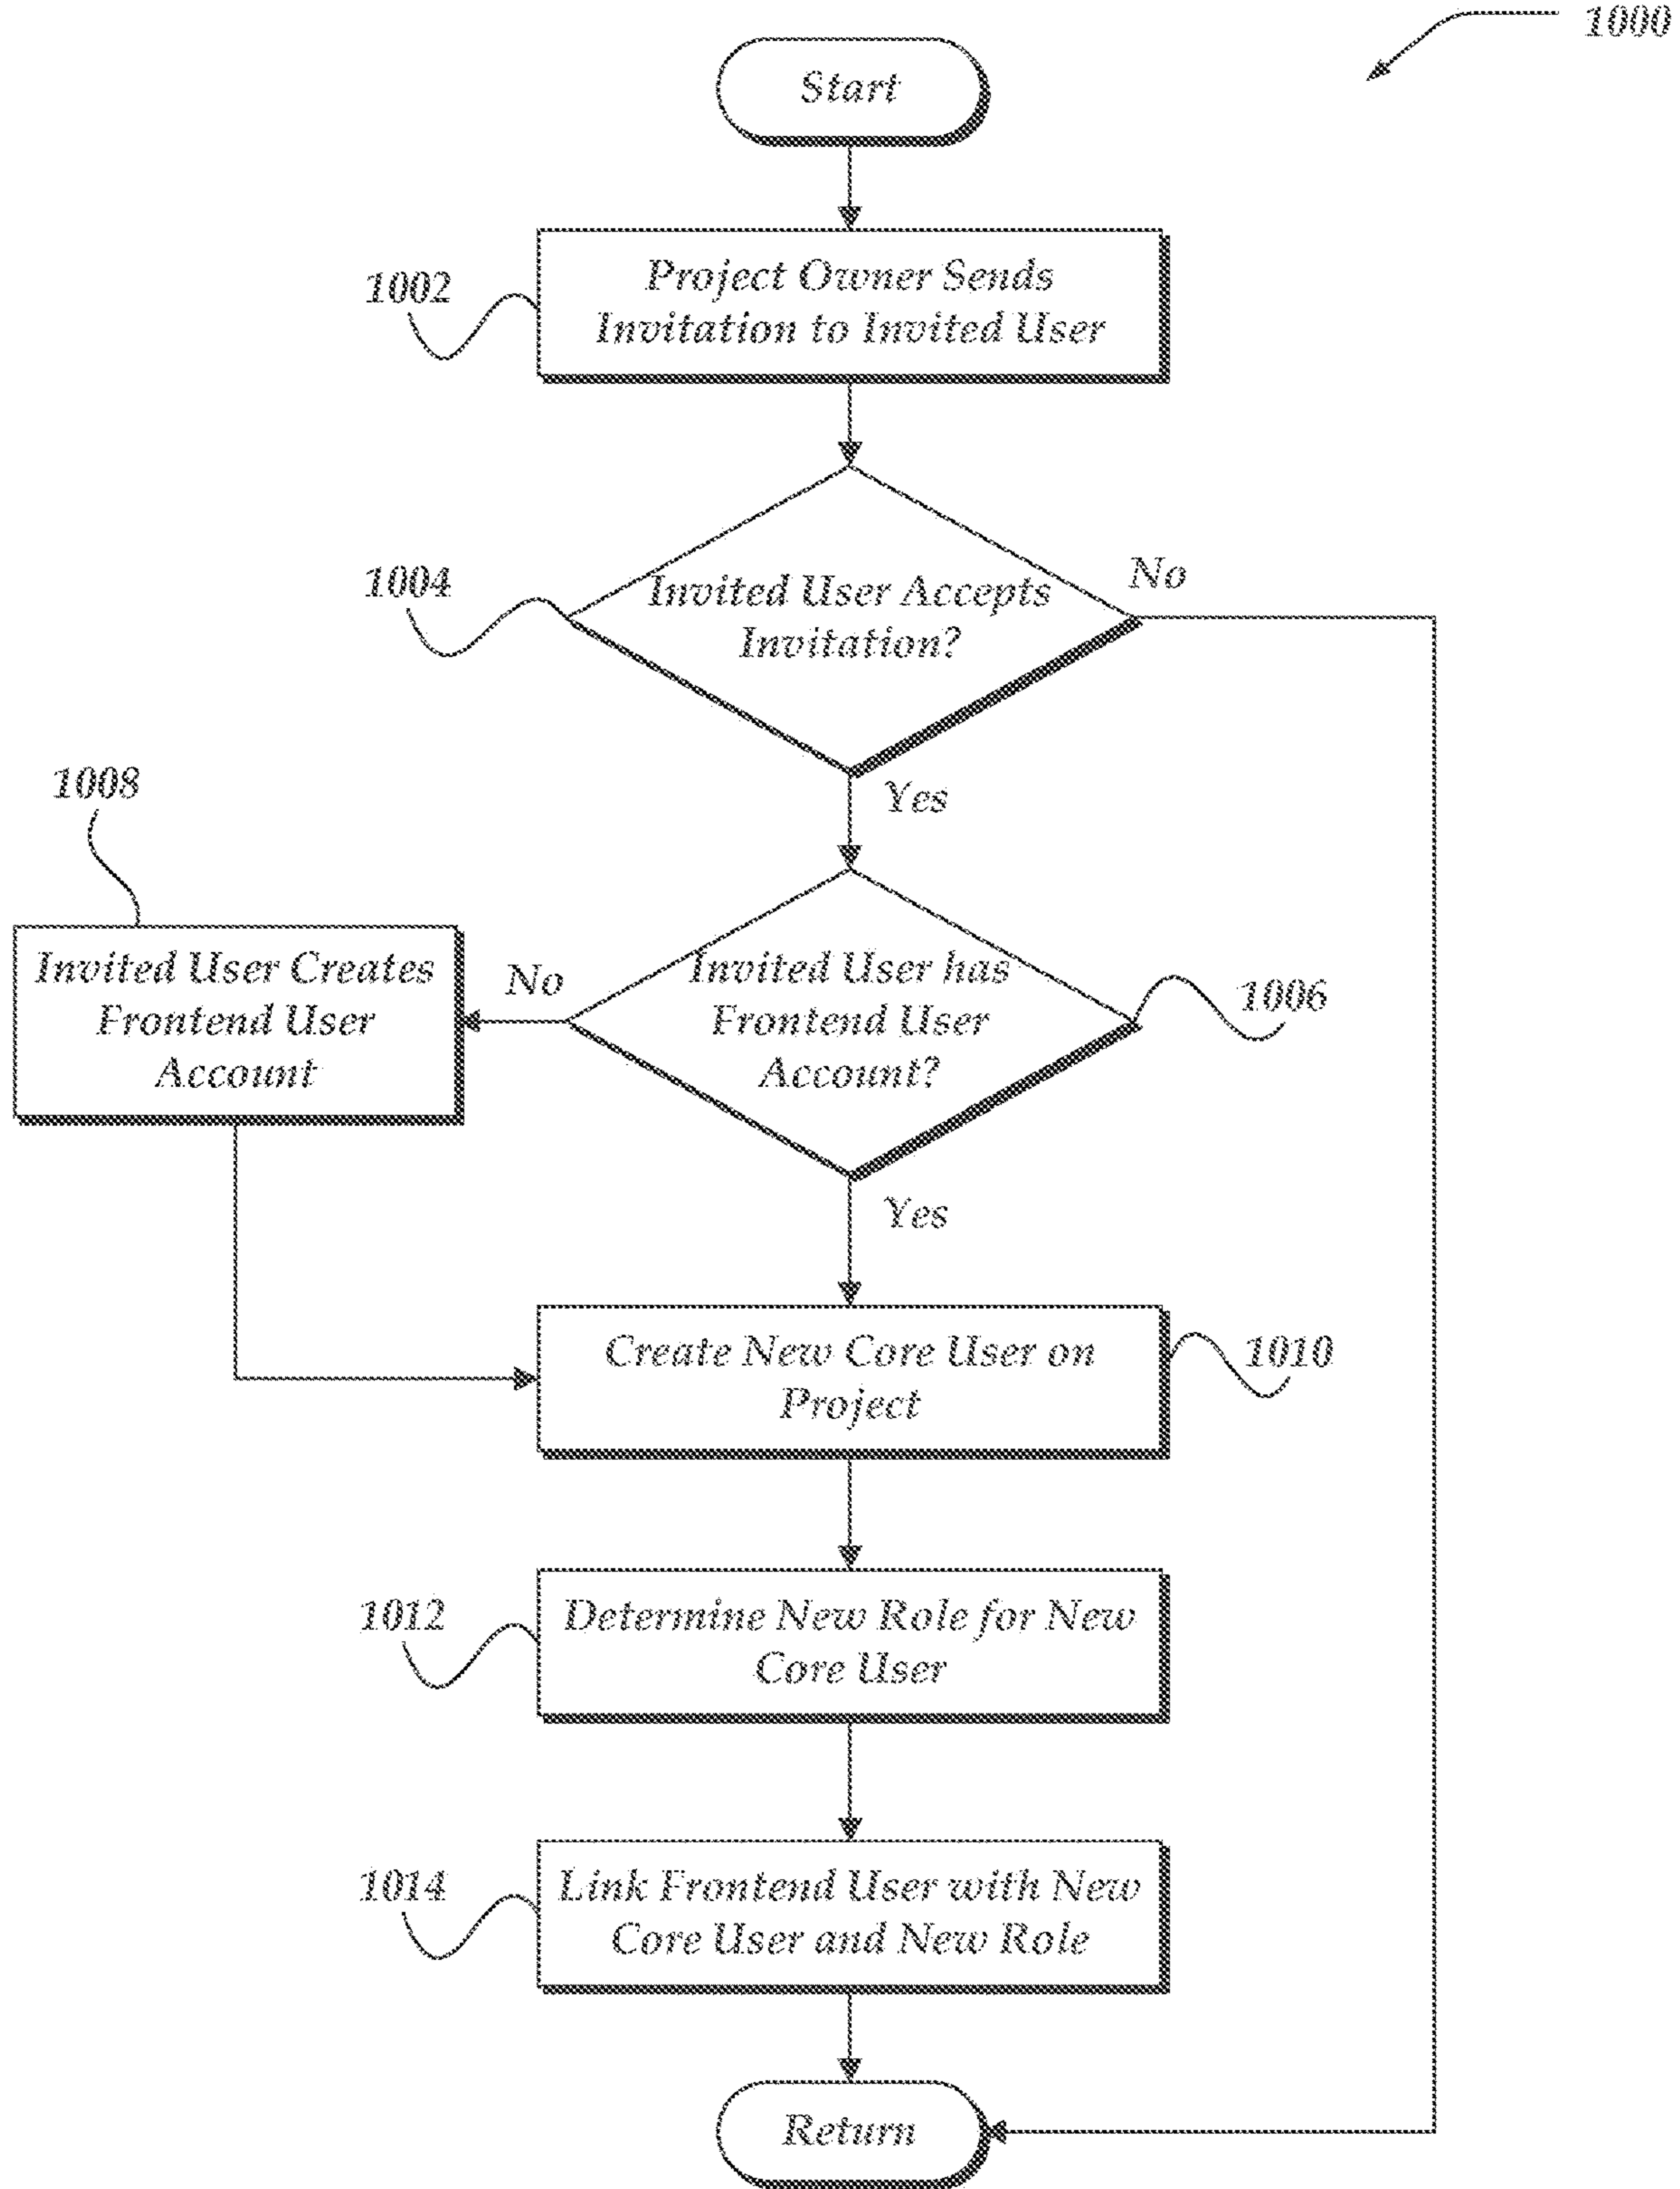 1000
Start
1002
Project Owner Sends
Invitation to Invited User
1004
Invited User Accepts
Invitation?
No
Yes
1008
Invited User Creates
Frontend User
Account
No
Invited User has
Frontend User
Account?
1006
Yes
Create New Core User on
Project
1010
1012
Determine New Role for New
Core User
1014
Link Frontend User with New
Core User and New Role
Return